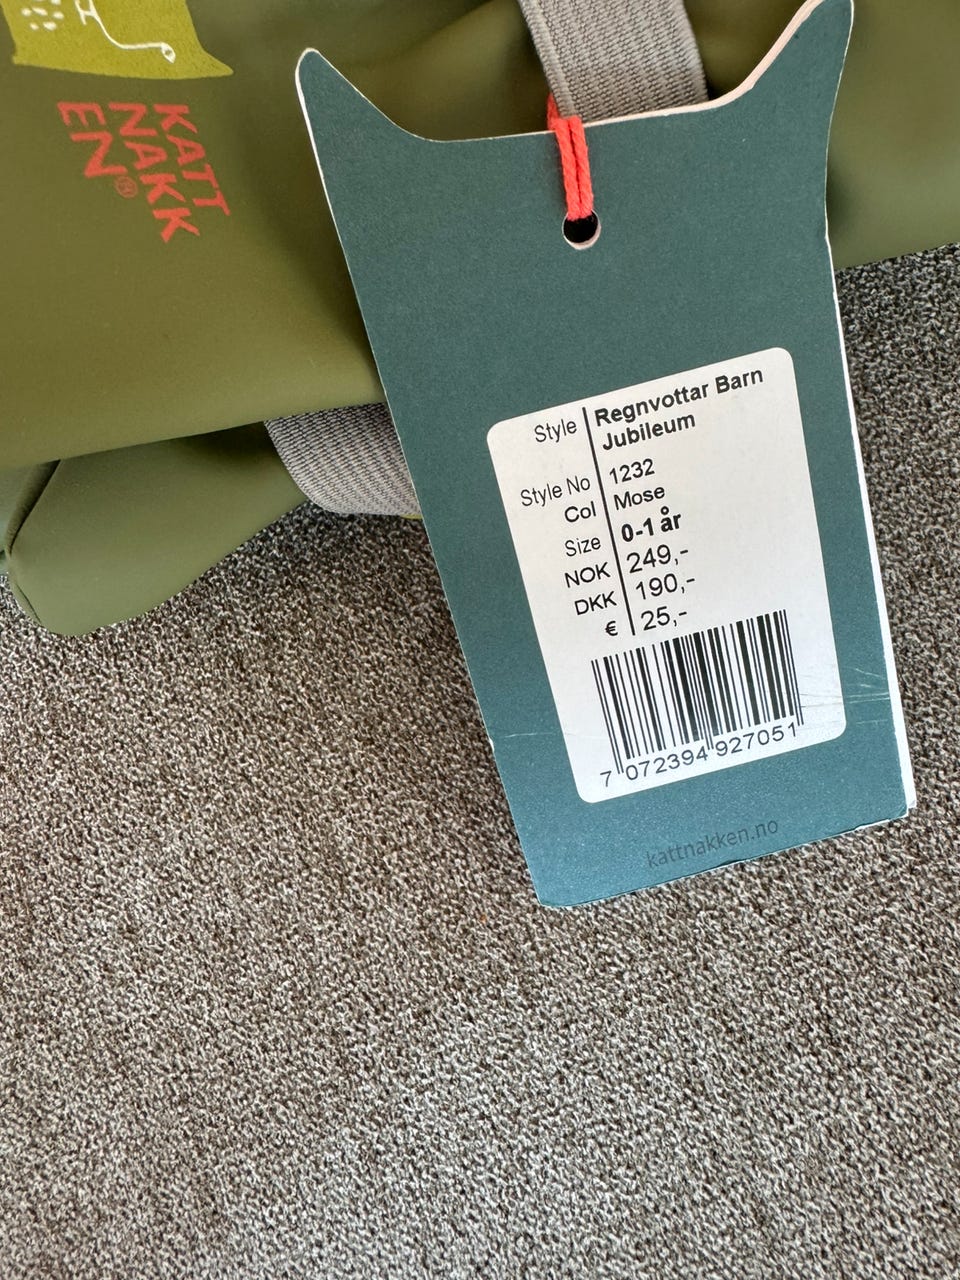 KATT
NAKK
EN®
Style Regnvottar Barn
Jubileum
Style No 1232
Col Mose
Size 0-1 år
NOK 249,-
DKK 190,-
€ 25,-
7 072394 927051
kattnakken.no